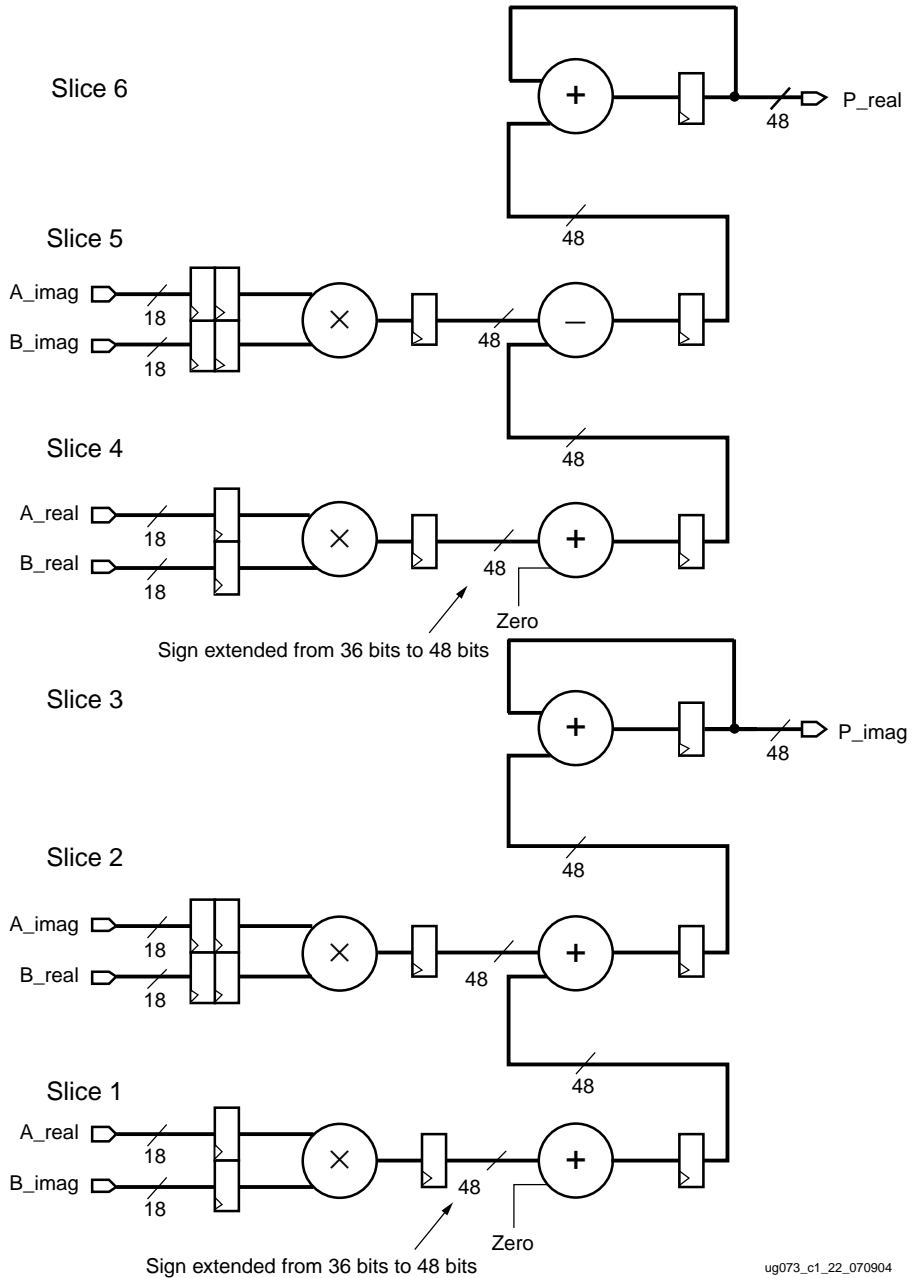 Slice 6
+
P_real
48
48
Slice 5
A_imag
18
×
48
–
B_imag
18
48
Slice 4
A_real
18
×
48
+
B_real
18
Zero
Sign extended from 36 bits to 48 bits
Slice 3
+
P_imag
48
48
Slice 2
A_imag
18
×
48
+
B_real
18
48
Slice 1
A_real
18
×
48
+
B_imag
18
Zero
Sign extended from 36 bits to 48 bits
ug073_c1_22_070904